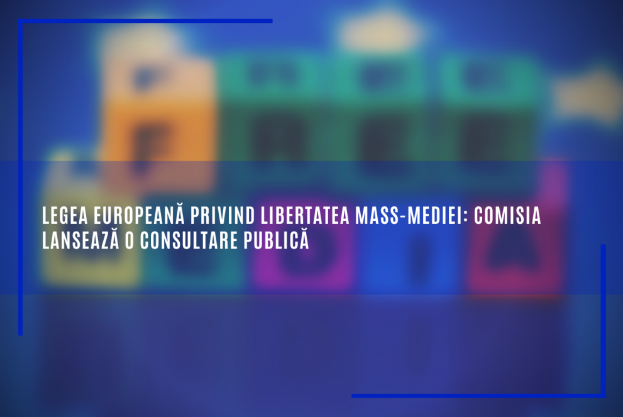 LEGEA EUROPEANĂ PRIVIND LIBERTATEA MASS-MEDIEI: COMISIA
LANSEAZĂ O CONSULTARE PUBLICĂ